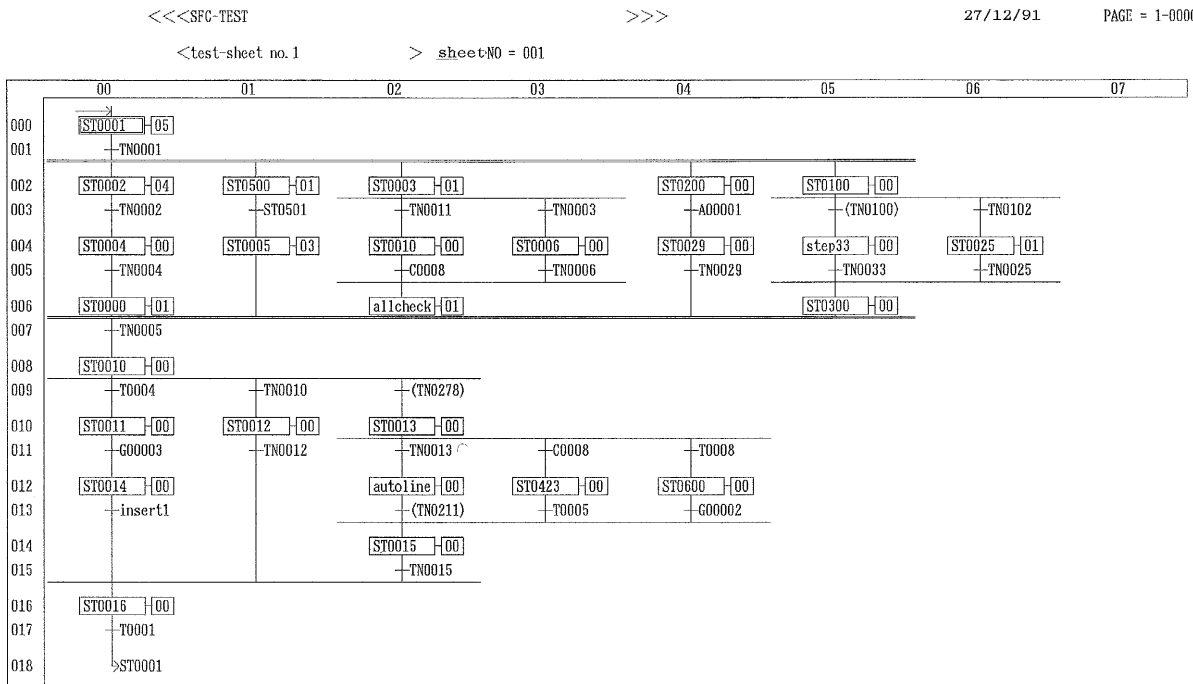 <<<SFC-TEST >>> 27/12/91 PAGE = 1-0000
<test-sheet no.1 > sheetNO = 001
00 01 02 03 04 05 06 07
000 ST0001 05
001 TN0001
002 ST0002 04 ST0500 01 ST0003 01 ST0200 00 ST0100 00
003 TN0002 ST0501 TN0011 TN0003 A00001 (TN0100) TN0102
004 ST0004 00 ST0005 03 ST0010 00 ST0006 00 ST0029 00 step33 00 ST0025 01
005 TN0004 C0008 TN0006 TN0029 TN0033 TN0025
006 ST0000 01 allcheck 01 ST0300 00
007 TN0005
008 ST0010 00
009 T0004 TN0010 (TN0278)
010 ST0011 00 ST0012 00 ST0013 00
011 G00003 TN0012 TN0013 C0008 T0008
012 ST0014 00 autoline 00 ST0423 00 ST0600 00
013 insert1 (TN0211) T0005 G00002
014 ST0015 00
015 TN0015
016 ST0016 00
017 T0001
018 >ST0001